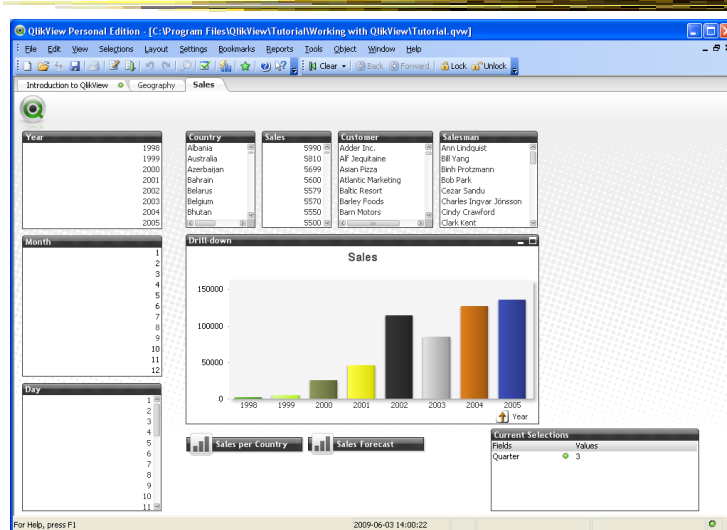 QlikView Personal Edition - [C:\Program Files\QlikView\Tutorial\Working with QlikView\Tutorial.qvw]
File Edit View Selections Layout Settings Bookmarks Reports Tools Object Window Help
Clear Back Forward Lock Unlock
Introduction to QlikView Geography Sales
Year
1998
1999
2000
2001
2002
2003
2004
2005
Country
Albania
Australia
Azerbaijan
Bahrain
Belarus
Belgium
Bhutan
Sales
5990
5810
5699
5600
5579
5570
5550
5500
Customer
Adder Inc.
Alf Jequitaine
Asian Pizza
Atlantic Marketing
Baltic Resort
Barley Foods
Barn Motors
Salesman
Ann Lindquist
Bill Yang
Binh Protzmann
Bob Park
Cezar Sandu
Charles Ingvar Jönsson
Cindy Crawford
Clark Kent
Month
1
2
3
4
5
6
7
8
9
10
11
12
Drill-down
Sales
150000
100000
50000
0
1998 1999 2000 2001 2002 2003 2004 2005
Year
Day
1
2
3
4
5
6
7
8
9
10
11
Sales per Country
Sales Forecast
Current Selections
Fields Values
Quarter 3
For Help, press F1 2009-06-03 14:00:22